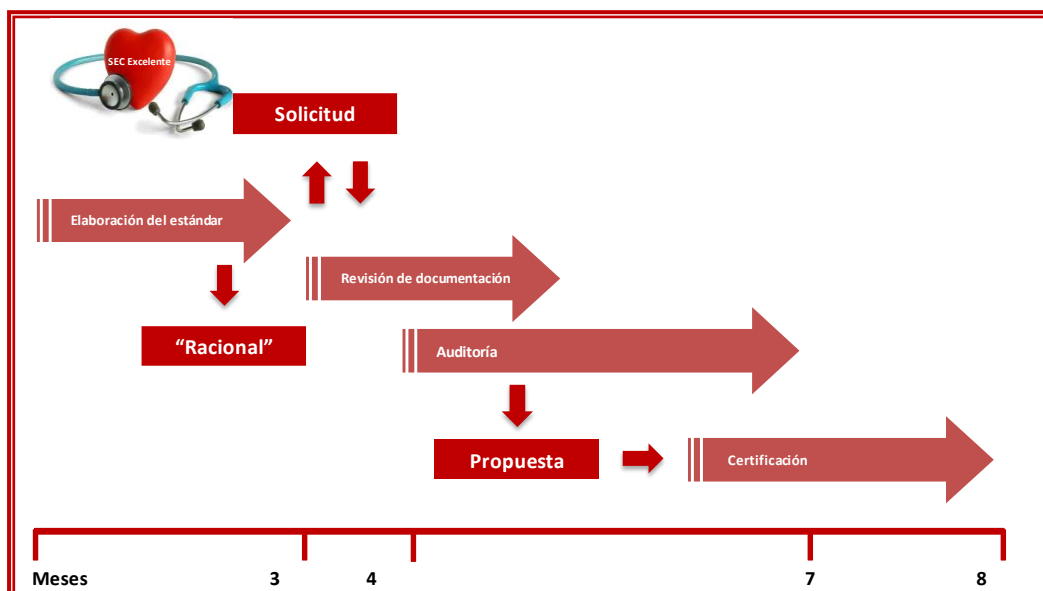 SEC Excelente
Solicitud
Elaboración del estándar
Revisión de documentación
“Racional”
Auditoría
Propuesta
Certificación
Meses 3 4 7 8